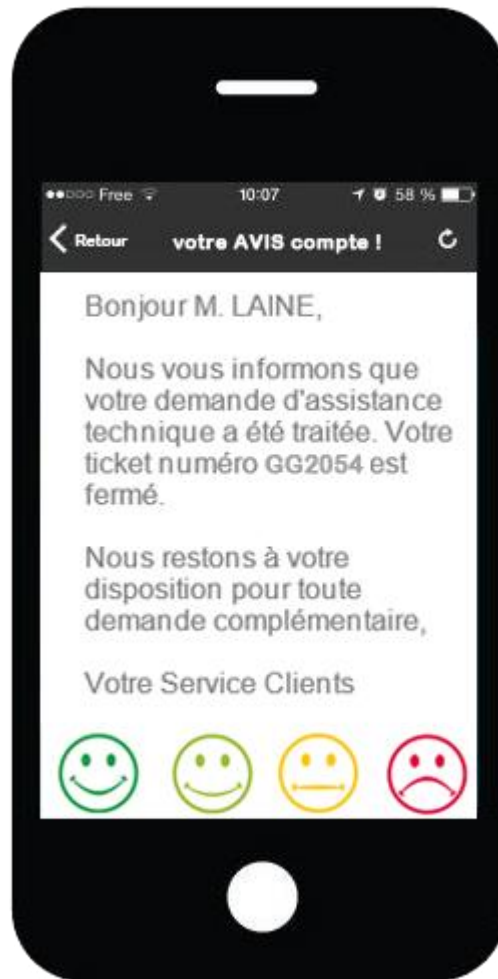 Free 10:07 58 %
Retour votre AVIS compte !
Bonjour M. LAINE,
Nous vous informons que
votre demande d'assistance
technique a été traitée. Votre
ticket numéro GG2054 est
fermé.
Nous restons à votre
disposition pour toute
demande complémentaire,
Votre Service Clients